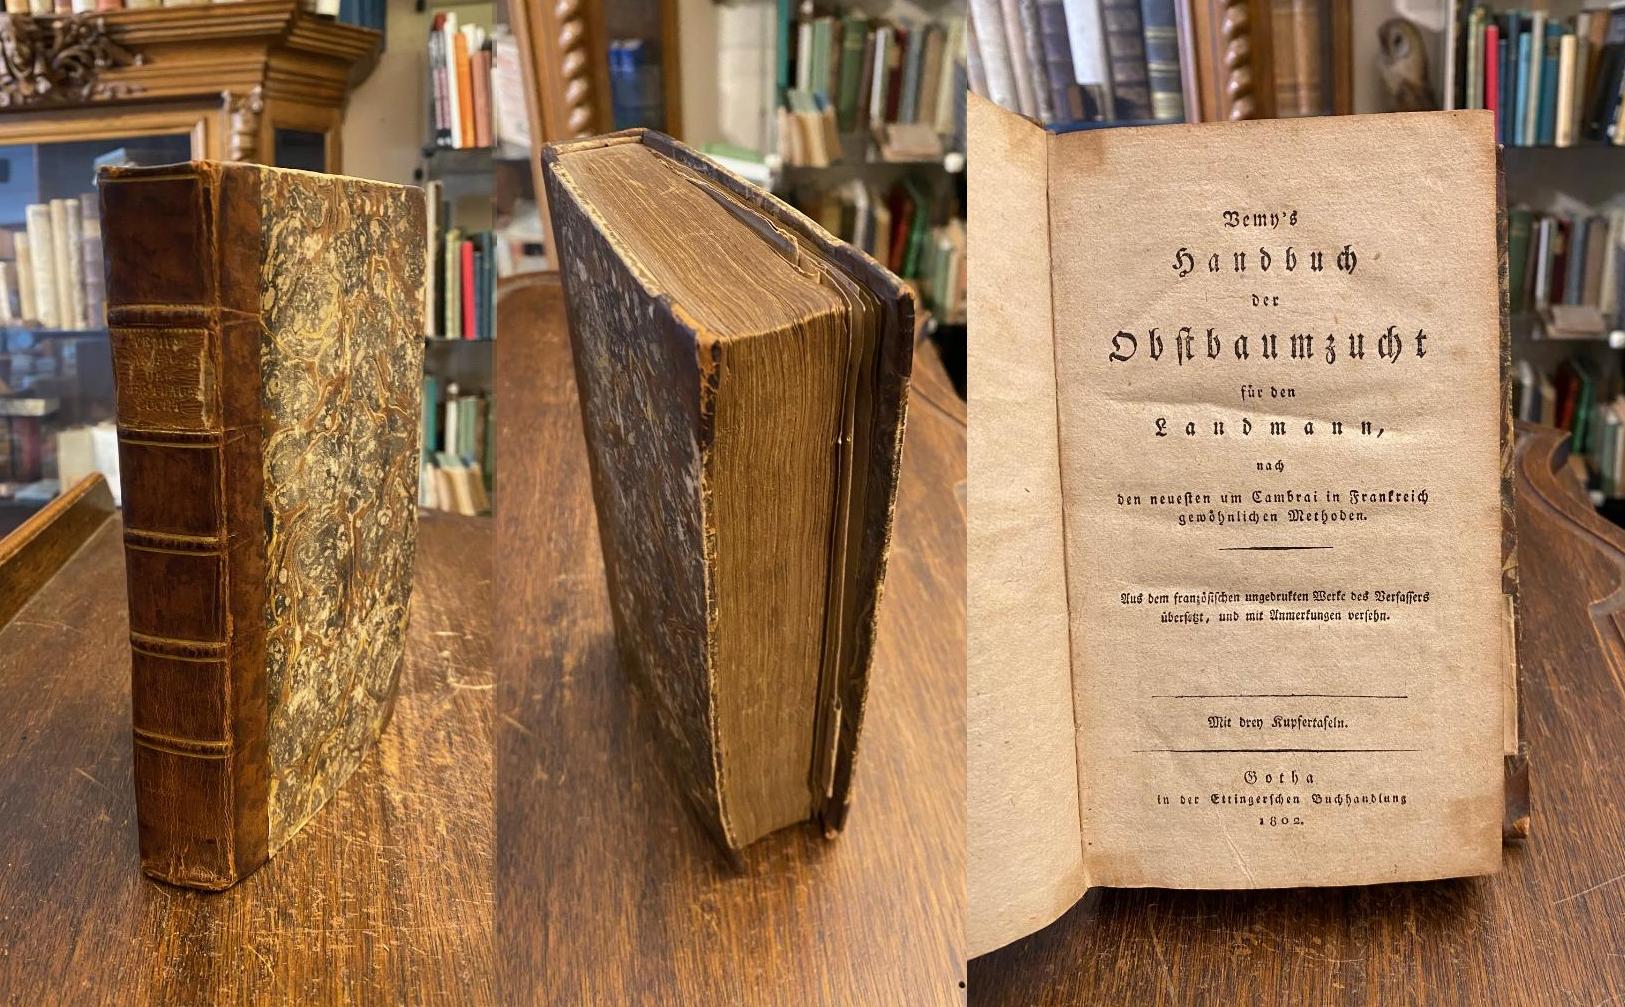 Vemy's
Handbuch
der
Obstbaumzucht
für den
Landmann,
nach
den neuesten um Cambrai in Frankreich
gewöhnlichen Methoden.
Aus dem französischen ungedrukten Werke des Verfassers
übersetzt, und mit Anmerkungen versehn.
Mit drey Kupfertafeln.
Gotha
in der Ettingerschen Buchhandlung
1802.